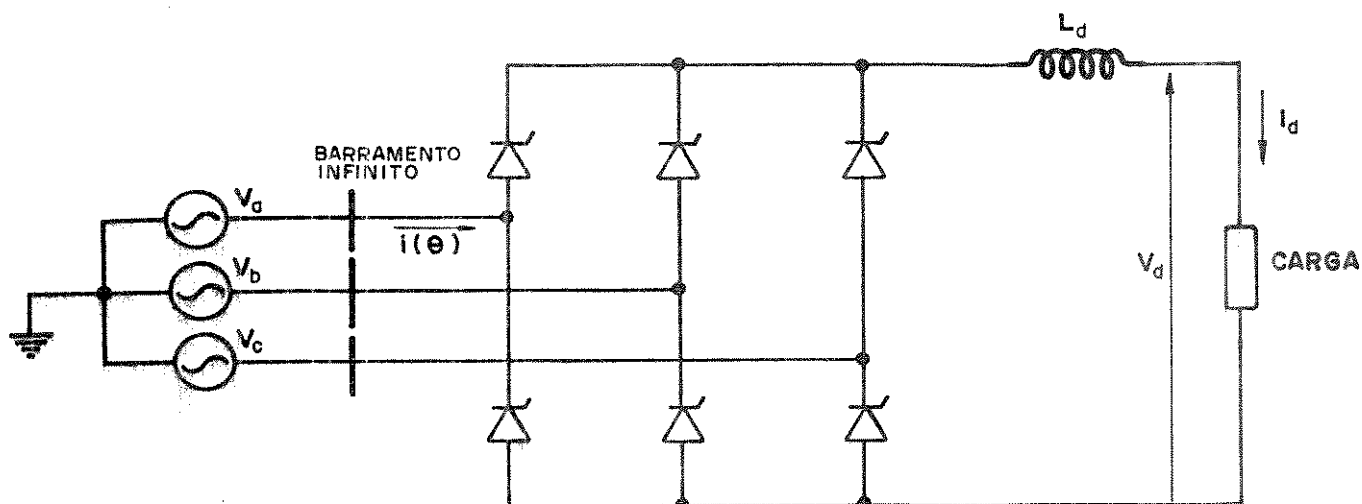 L_d
I_d
BARRAMENTO
INFINITO
V_a
i(θ)
V_b
V_d
CARGA
V_c